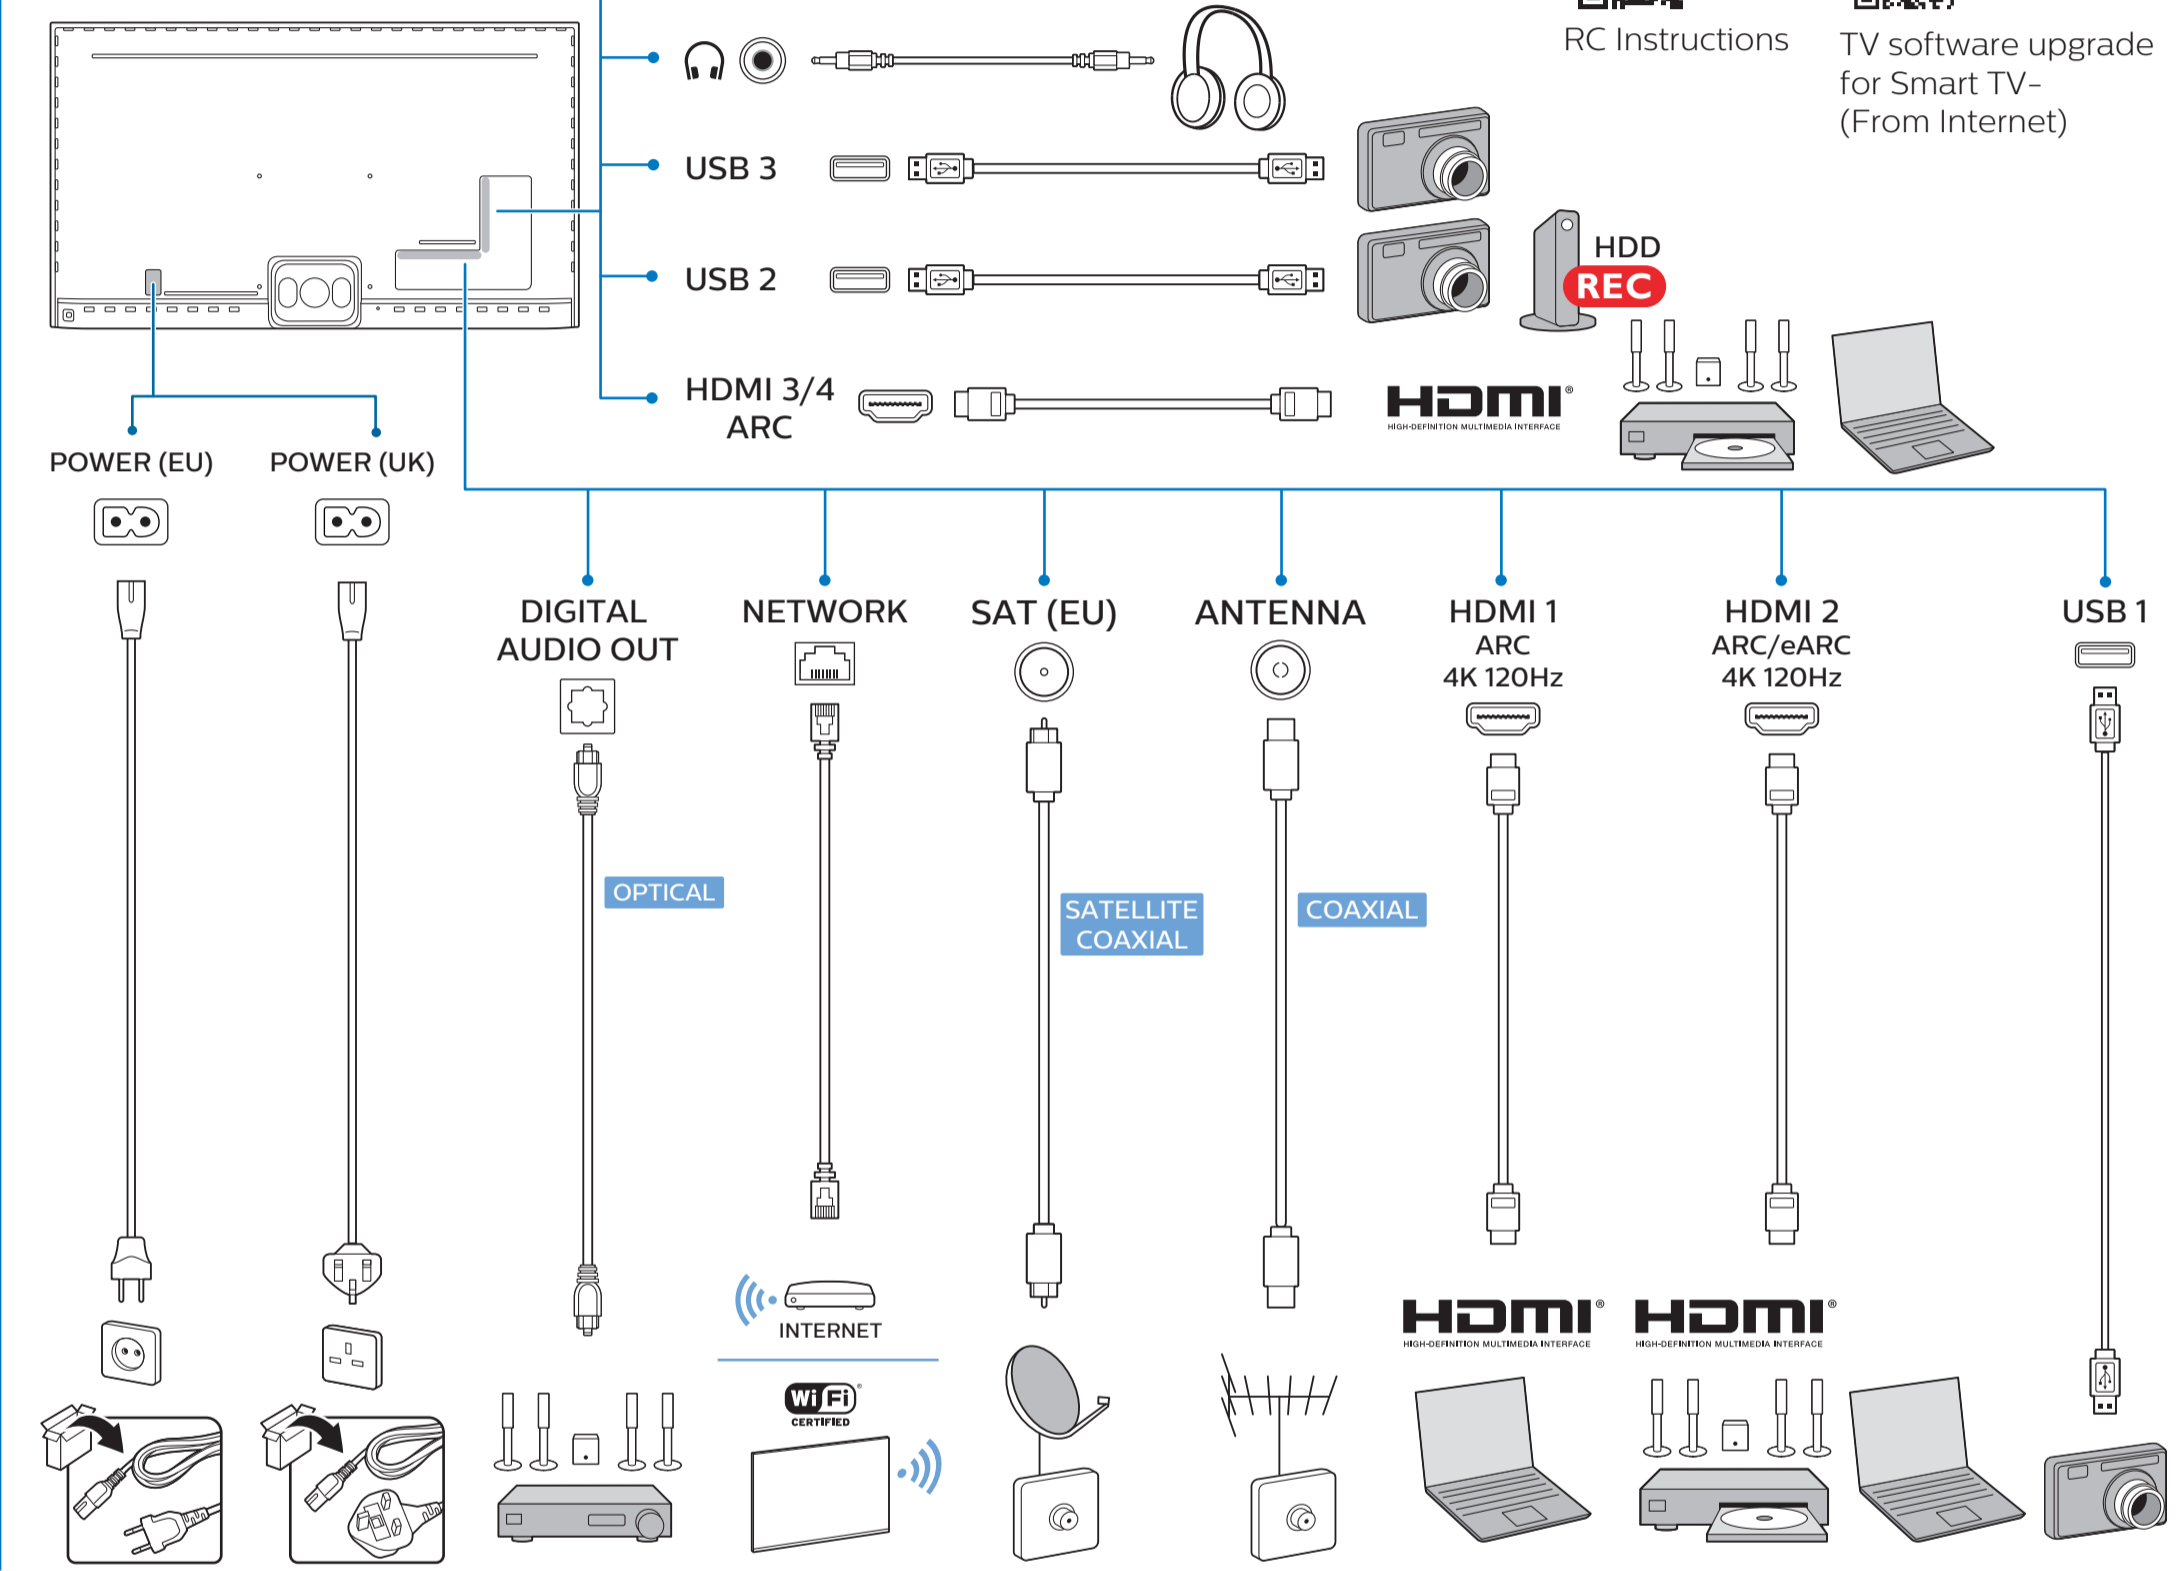 RC Instructions
TV software upgrade
for Smart TV-
(From Internet)
USB 3
USB 2
HDD
REC
HDMI 3/4
ARC
HDMI®
HIGH-DEFINITION MULTIMEDIA INTERFACE
POWER (EU)
POWER (UK)
DIGITAL
AUDIO OUT
NETWORK
SAT (EU)
ANTENNA
HDMI 1
ARC
4K 120Hz
HDMI 2
ARC/eARC
4K 120Hz
USB 1
OPTICAL
SATELLITE
COAXIAL
COAXIAL
INTERNET
Wi Fi®
CERTIFIED
HDMI®
HIGH-DEFINITION MULTIMEDIA INTERFACE
HDMI®
HIGH-DEFINITION MULTIMEDIA INTERFACE